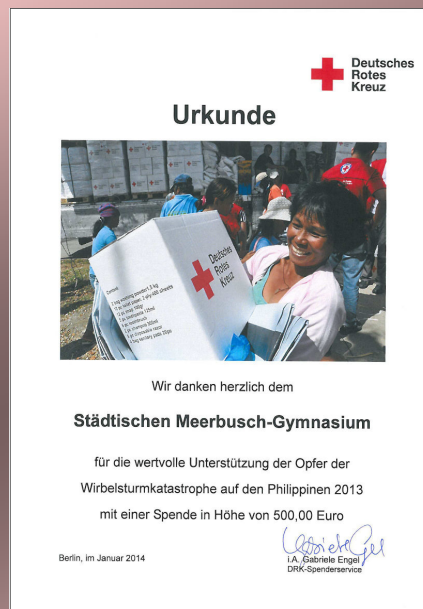 Deutsches
Rotes
Kreuz
Urkunde
Deutsches
Rotes
Kreuz
Wir danken herzlich dem
Städtischen Meerbusch-Gymnasium
für die wertvolle Unterstützung der Opfer der
Wirbelsturmkatastrophe auf den Philippinen 2013
mit einer Spende in Höhe von 500,00 Euro
Berlin, im Januar 2014
i.A. Gabriele Engel
DRK-Spenderservice